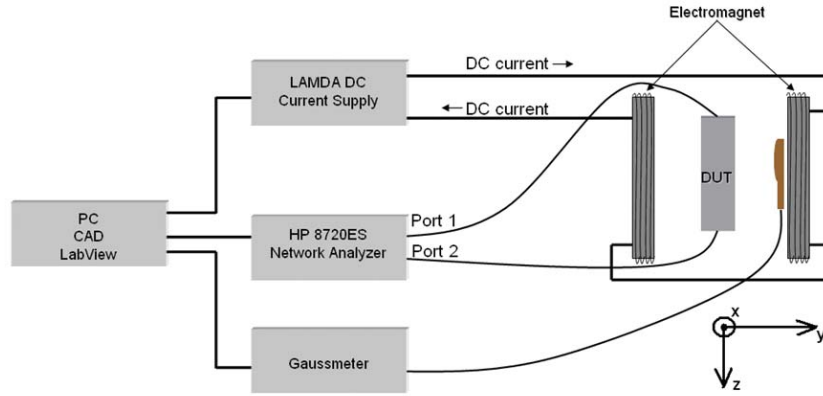 Electromagnet
DC current →
LAMDA DC
Current Supply
← DC current
DUT
PC
CAD
LabView
HP 8720ES
Network Analyzer
Port 1
Port 2
Gaussmeter
x
y
z